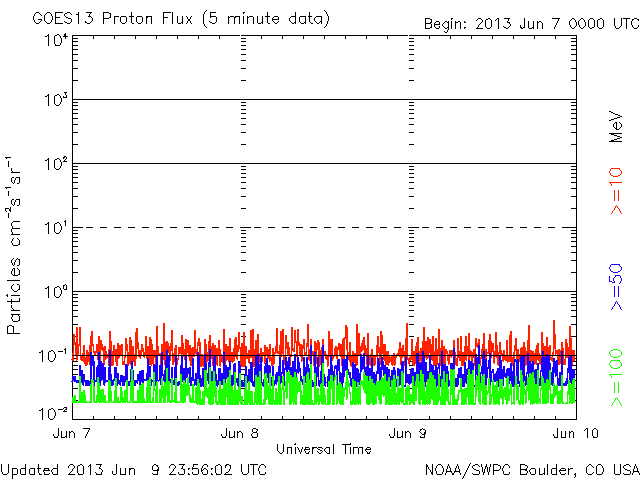 GOES13 Proton Flux (5 minute data)
Begin: 2013 Jun 7 0000 UTC
10⁴
10³
10²
10¹
10⁰
10⁻¹
10⁻²
Particles cm⁻²s⁻¹sr⁻¹
MeV
>=10
>=50
>=100
Jun 7
Jun 8
Jun 9
Jun 10
Universal Time
Updated 2013 Jun 9 23:56:02 UTC
NOAA/SWPC Boulder, CO USA